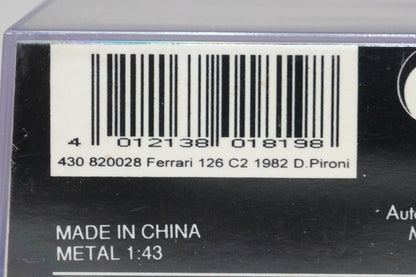 4 012138 018198
430 820028 Ferrari 126 C2 1982 D.Pironi
MADE IN CHINA
METAL 1:43